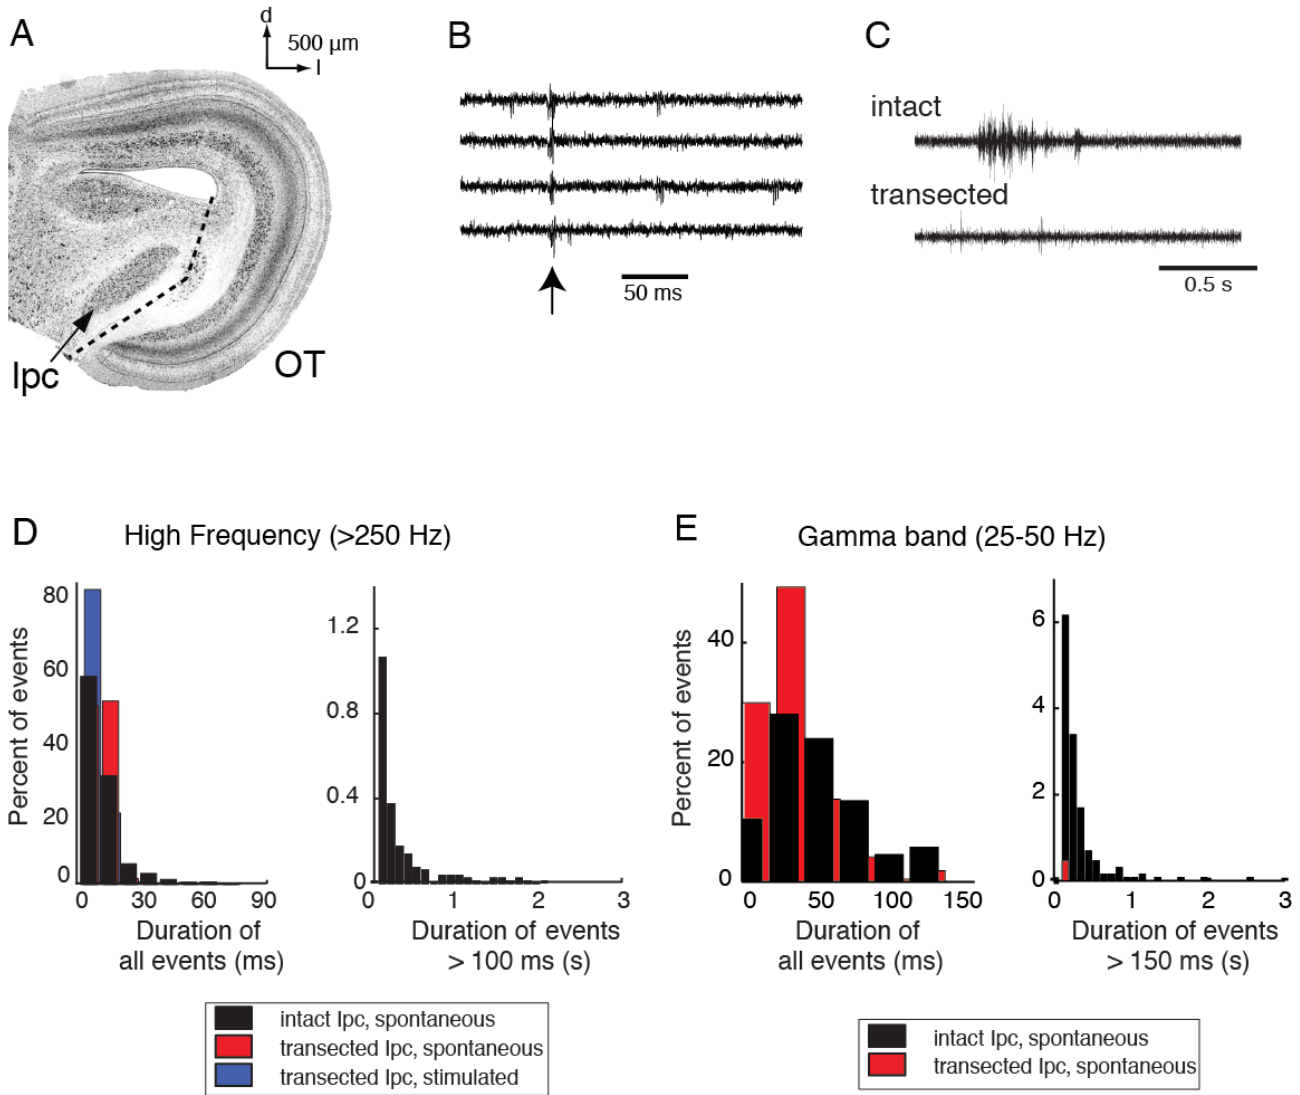 A
d
500 µm
l
Ipc
OT
B
50 ms
C
intact
transected
0.5 s
D
High Frequency (>250 Hz)
Percent of events
80
60
40
20
0
0 30 60 90
Duration of
all events (ms)
1.2
0.8
0.4
0
0 1 2 3
Duration of events
> 100 ms (s)
intact Ipc, spontaneous
transected Ipc, spontaneous
transected Ipc, stimulated
E
Gamma band (25-50 Hz)
Percent of events
40
20
0
0 50 100 150
Duration of
all events (ms)
6
4
2
0
0 1 2 3
Duration of events
> 150 ms (s)
intact Ipc, spontaneous
transected Ipc, spontaneous